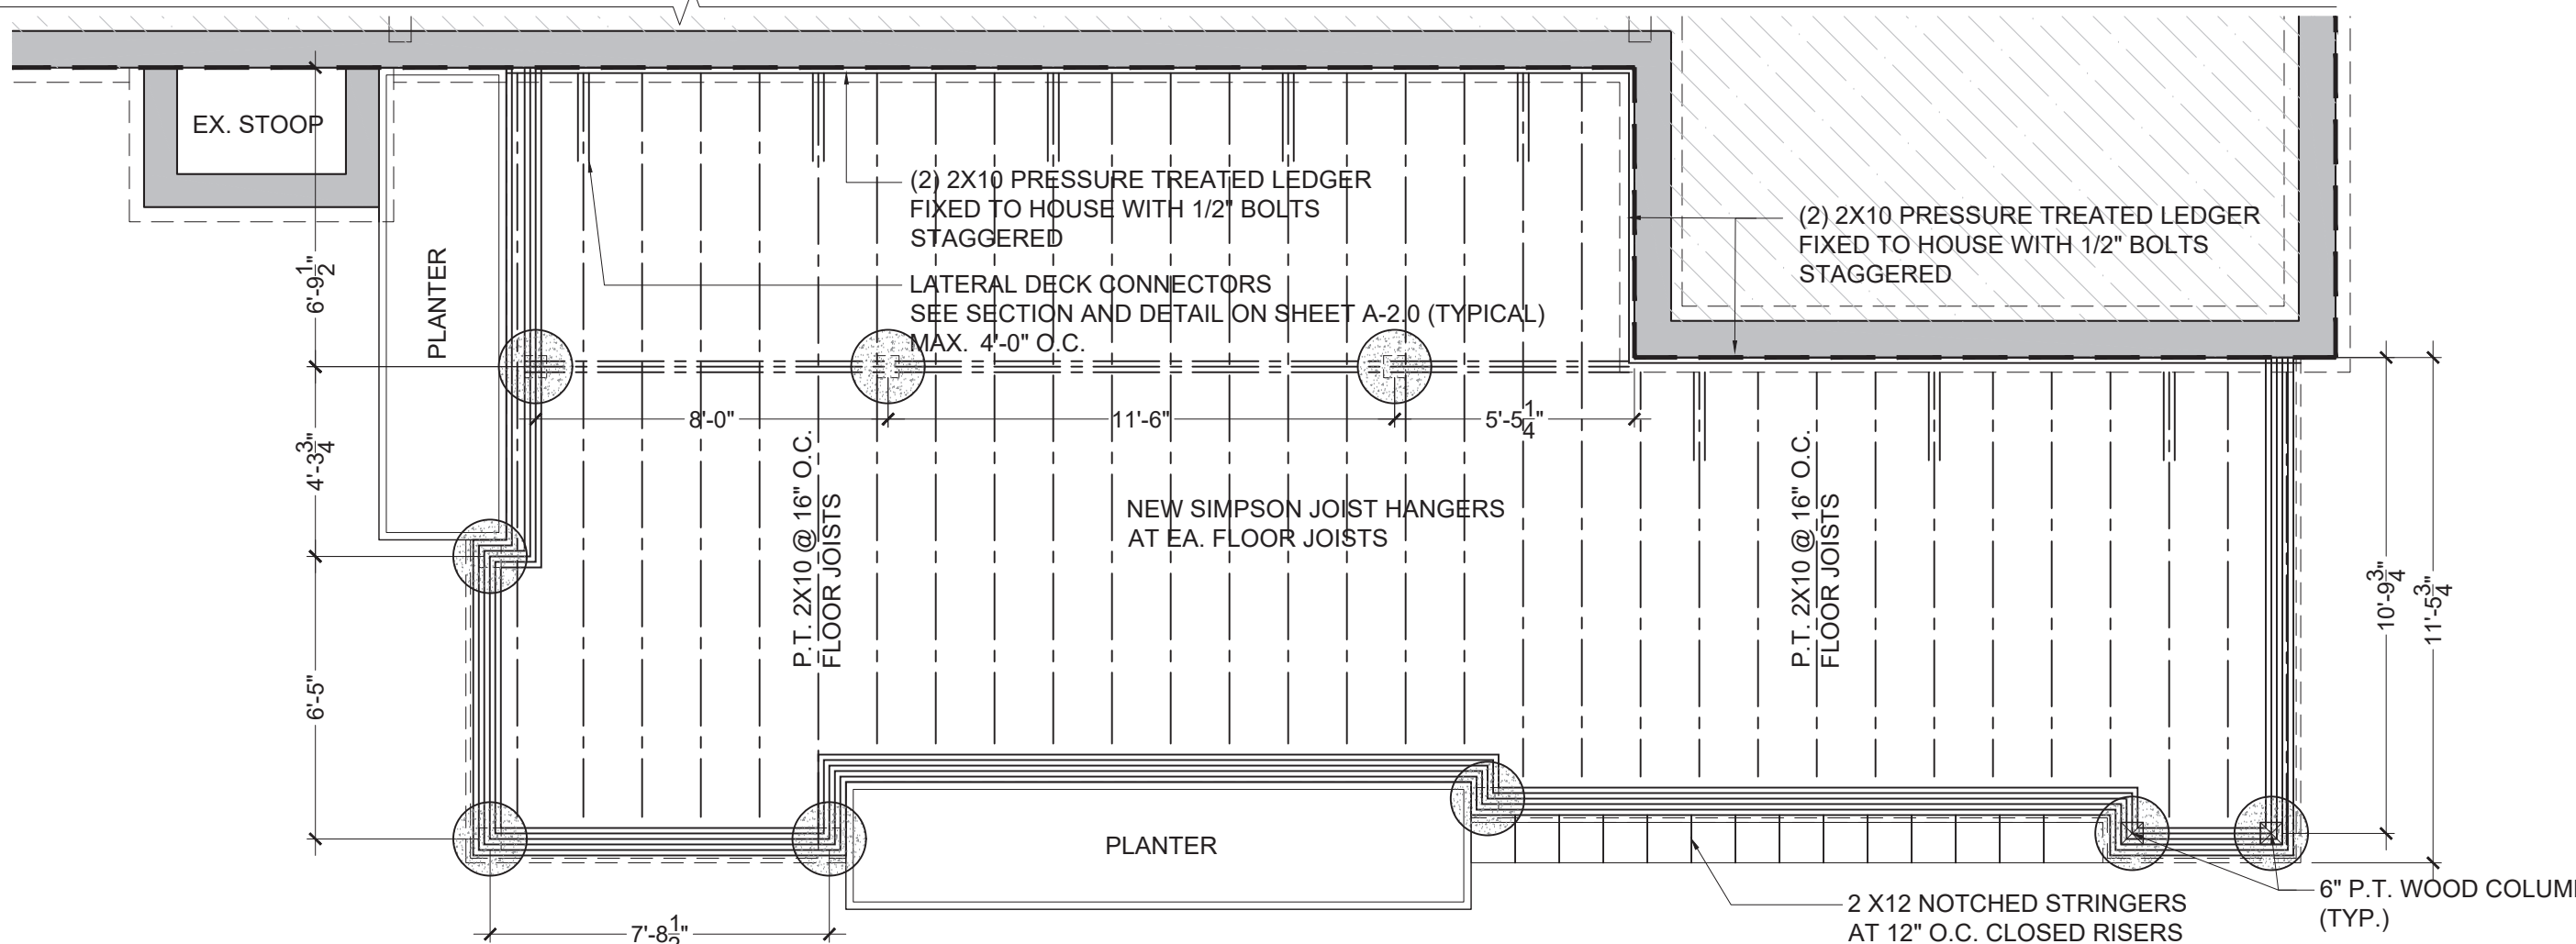 EX. STOOP
PLANTER
(2) 2X10 PRESSURE TREATED LEDGER
FIXED TO HOUSE WITH 1/2" BOLTS
STAGGERED
LATERAL DECK CONNECTORS
SEE SECTION AND DETAIL ON SHEET A-2.0 (TYPICAL)
MAX. 4'-0" O.C.
(2) 2X10 PRESSURE TREATED LEDGER
FIXED TO HOUSE WITH 1/2" BOLTS
STAGGERED
6'-9 1/2"
4'-3 3/4"
6'-5"
8'-0"
11'-6"
5'-5 1/4"
P.T. 2X10 @ 16" O.C.
FLOOR JOISTS
NEW SIMPSON JOIST HANGERS
AT EA. FLOOR JOISTS
P.T. 2X10 @ 16" O.C.
FLOOR JOISTS
10'-9 3/4"
11'-5 3/4"
PLANTER
7'-8 1/2"
2 X12 NOTCHED STRINGERS
AT 12" O.C. CLOSED RISERS
6" P.T. WOOD
(TYP.)